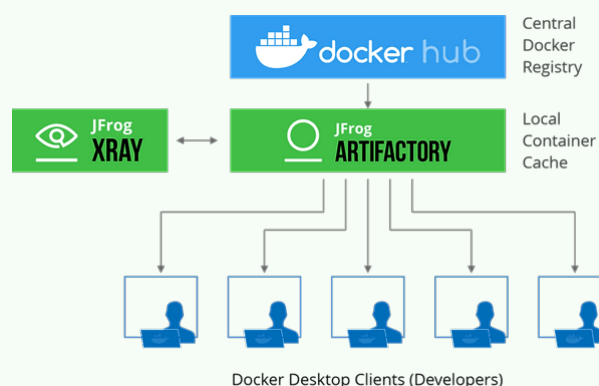 docker hub
Central
Docker
Registry
JFrog
XRAY
JFrog
ARTIFACTORY
Local
Container
Cache
Docker Desktop Clients (Developers)